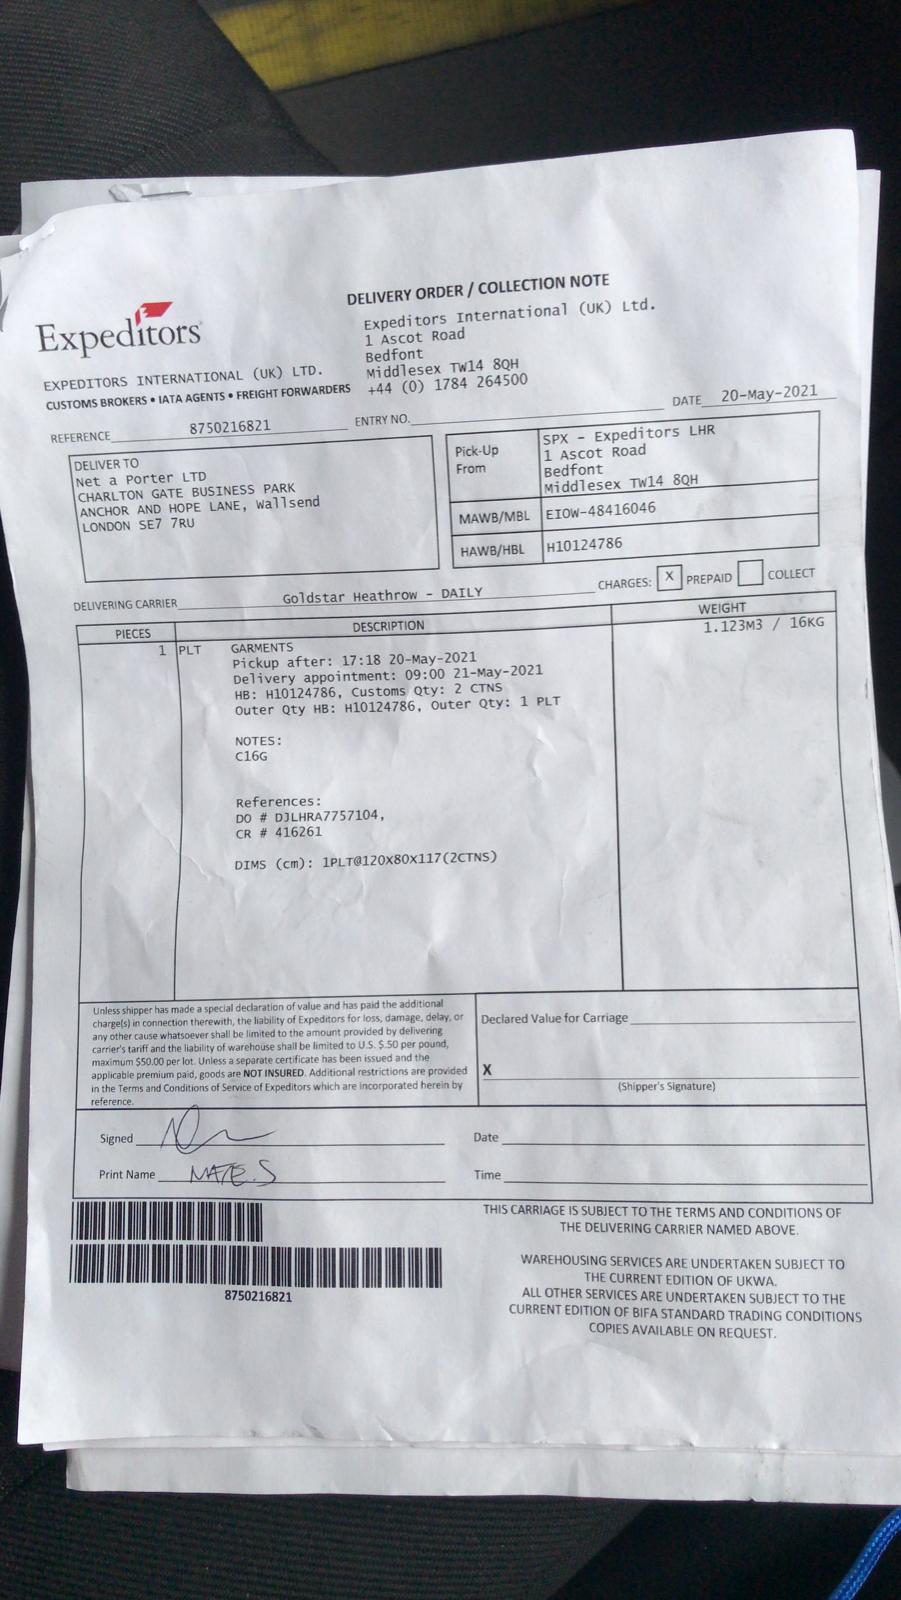 DELIVERY ORDER / COLLECTION NOTE
Expeditors
Expeditors International (UK) Ltd.
1 Ascot Road
Bedfont
Middlesex TW14 8QH
+44 (0) 1784 264500
EXPEDITORS INTERNATIONAL (UK) LTD.
CUSTOMS BROKERS • IATA AGENTS • FREIGHT FORWARDERS
DATE 20-May-2021
REFERENCE 8750216821 ENTRY NO.
DELIVER TO
Net a Porter LTD
CHARLTON GATE BUSINESS PARK
ANCHOR AND HOPE LANE, Wallsend
LONDON SE7 7RU
Pick-Up From
SPX - Expeditors LHR
1 Ascot Road
Bedfont
Middlesex TW14 8QH
MAWB/MBL EIOW-48416046
HAWB/HBL H10124786
DELIVERING CARRIER Goldstar Heathrow - DAILY CHARGES: X PREPAID COLLECT
PIECES DESCRIPTION WEIGHT
1 PLT GARMENTS 1.123M3 / 16KG
Pickup after: 17:18 20-May-2021
Delivery appointment: 09:00 21-May-2021
HB: H10124786, Customs Qty: 2 CTNS
Outer Qty HB: H10124786, Outer Qty: 1 PLT
NOTES:
C16G
References:
DO # DJLHRA7757104,
CR # 416261
DIMS (cm): 1PLT@120X80X117(2CTNS)
Unless shipper has made a special declaration of value and has paid the additional
charge(s) in connection therewith, the liability of Expeditors for loss, damage, delay, or
any other cause whatsoever shall be limited to the amount provided by delivering
carrier's tariff and the liability of warehouse shall be limited to U.S. $.50 per pound,
maximum $50.00 per lot. Unless a separate certificate has been issued and the
applicable premium paid, goods are NOT INSURED. Additional restrictions are provided
in the Terms and Conditions of Service of Expeditors which are incorporated herein by
reference.
Declared Value for Carriage
X
(Shipper's Signature)
Signed Date
Print Name NATE.S Time
8750216821
THIS CARRIAGE IS SUBJECT TO THE TERMS AND CONDITIONS OF
THE DELIVERING CARRIER NAMED ABOVE.
WAREHOUSING SERVICES ARE UNDERTAKEN SUBJECT TO
THE CURRENT EDITION OF UKWA.
ALL OTHER SERVICES ARE UNDERTAKEN SUBJECT TO THE
CURRENT EDITION OF BIFA STANDARD TRADING CONDITIONS
COPIES AVAILABLE ON REQUEST.